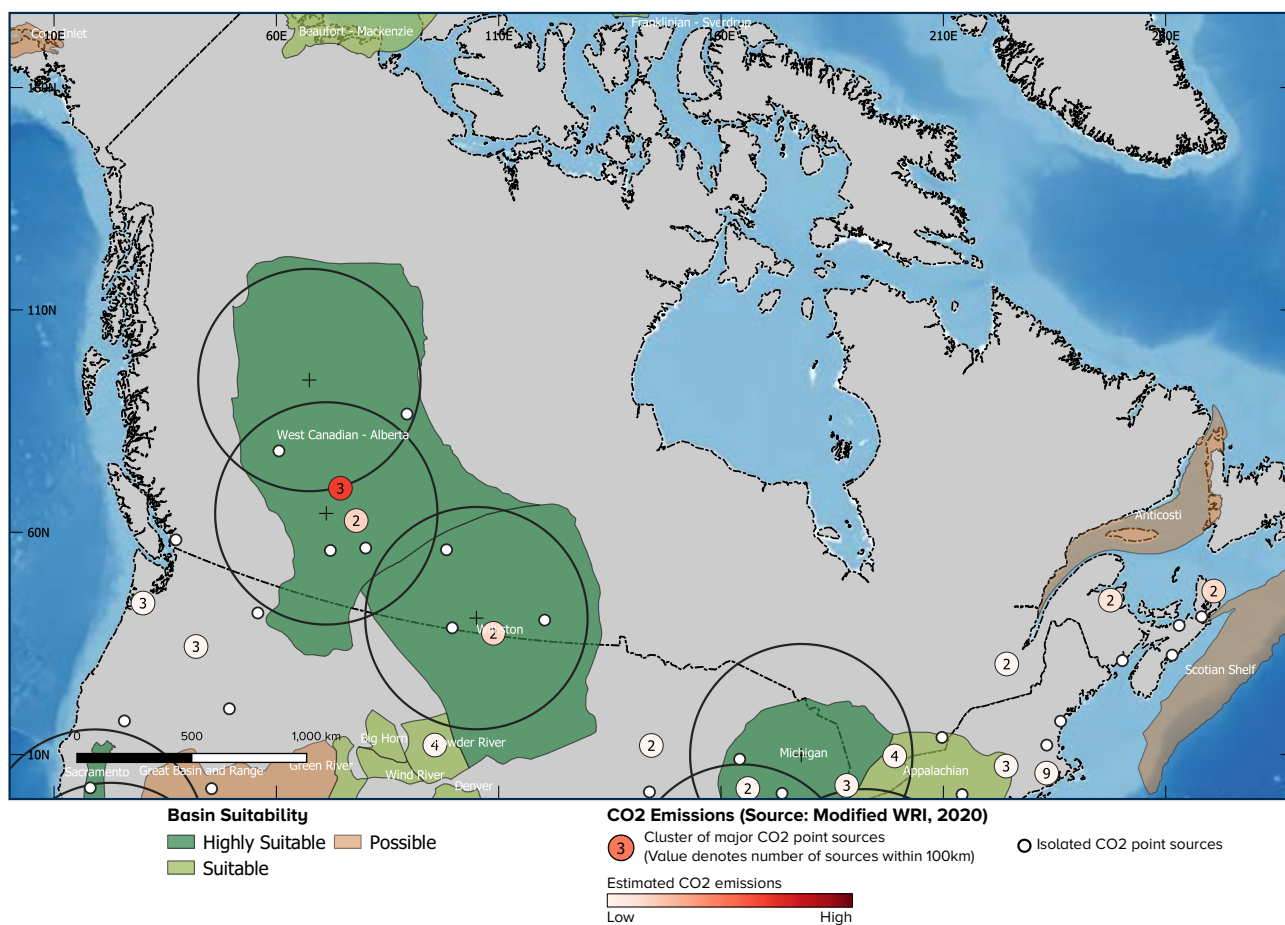 Franklinian - Sverdrup
Beaufort - Mackenzie
60E
110E
210E
110N
West Canadian - Alberta
3
2
60N
Anticosti
2
2
3
2
3
2
Scotian Shelf
0
500
1,000 km
10N
Big Horn
4
2
Michigan
4
Sacramento
Great Basin and Range
Green River
Wind River
Appalachian
3
9
Denver
2
3
Basin Suitability
Highly Suitable
Possible
Suitable
CO2 Emissions (Source: Modified WRI, 2020)
3
Cluster of major CO2 point sources
(Value denotes number of sources within 100km)
Isolated CO2 point sources
Estimated CO2 emissions
Low
High